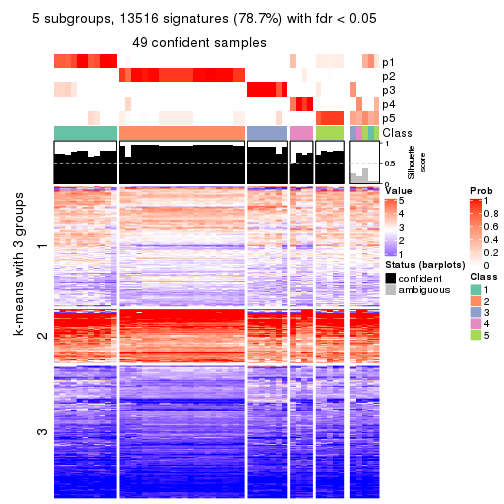 5 subgroups, 13516 signatures (78.7%) with fdr < 0.05
49 confident samples
p1
p2
p3
p4
p5
Class
1
0.5
0
Silhouette
score
k-means with 3 groups
1
2
3
Value
5
4
3
2
1
Status (barplots)
confident
ambiguous
Prob
1
0.8
0.6
0.4
0.2
0
Class
1
2
3
4
5